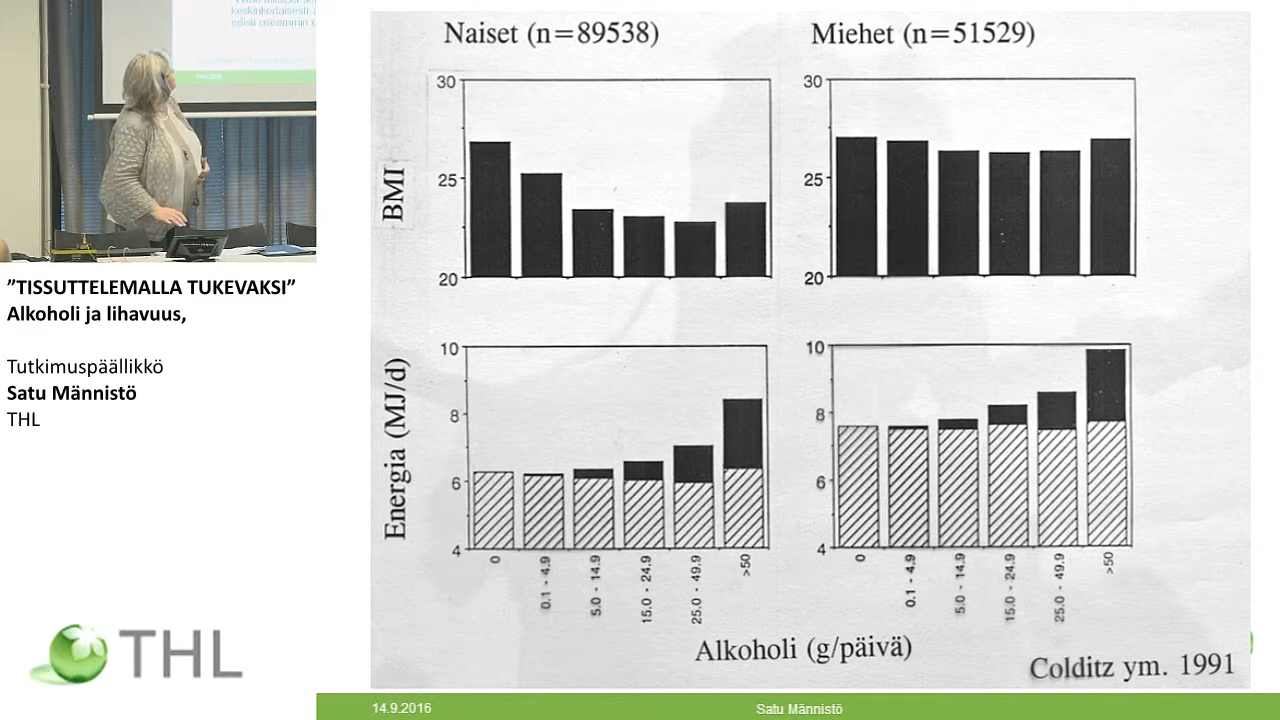 keskinkertaisesti
”TISSUTTELEMALLA TUKEVAKSI”
Alkoholi ja lihavuus,
Tutkimuspäällikkö
Satu Männistö
THL
THL
Naiset (n=89538)
Miehet (n=51529)
BMI
30
25
20
30
25
20
Energia (MJ/d)
10
8
6
4
10
8
6
4
0
0.1 - 4.9
5.0 - 14.9
15.0 - 24.9
25.0 - 49.9
>50
0
0.1 - 4.9
5.0 - 14.9
15.0 - 24.9
25.0 - 49.9
>50
Alkoholi (g/päivä)
Colditz ym. 1991
14.9.2016
Satu Männistö